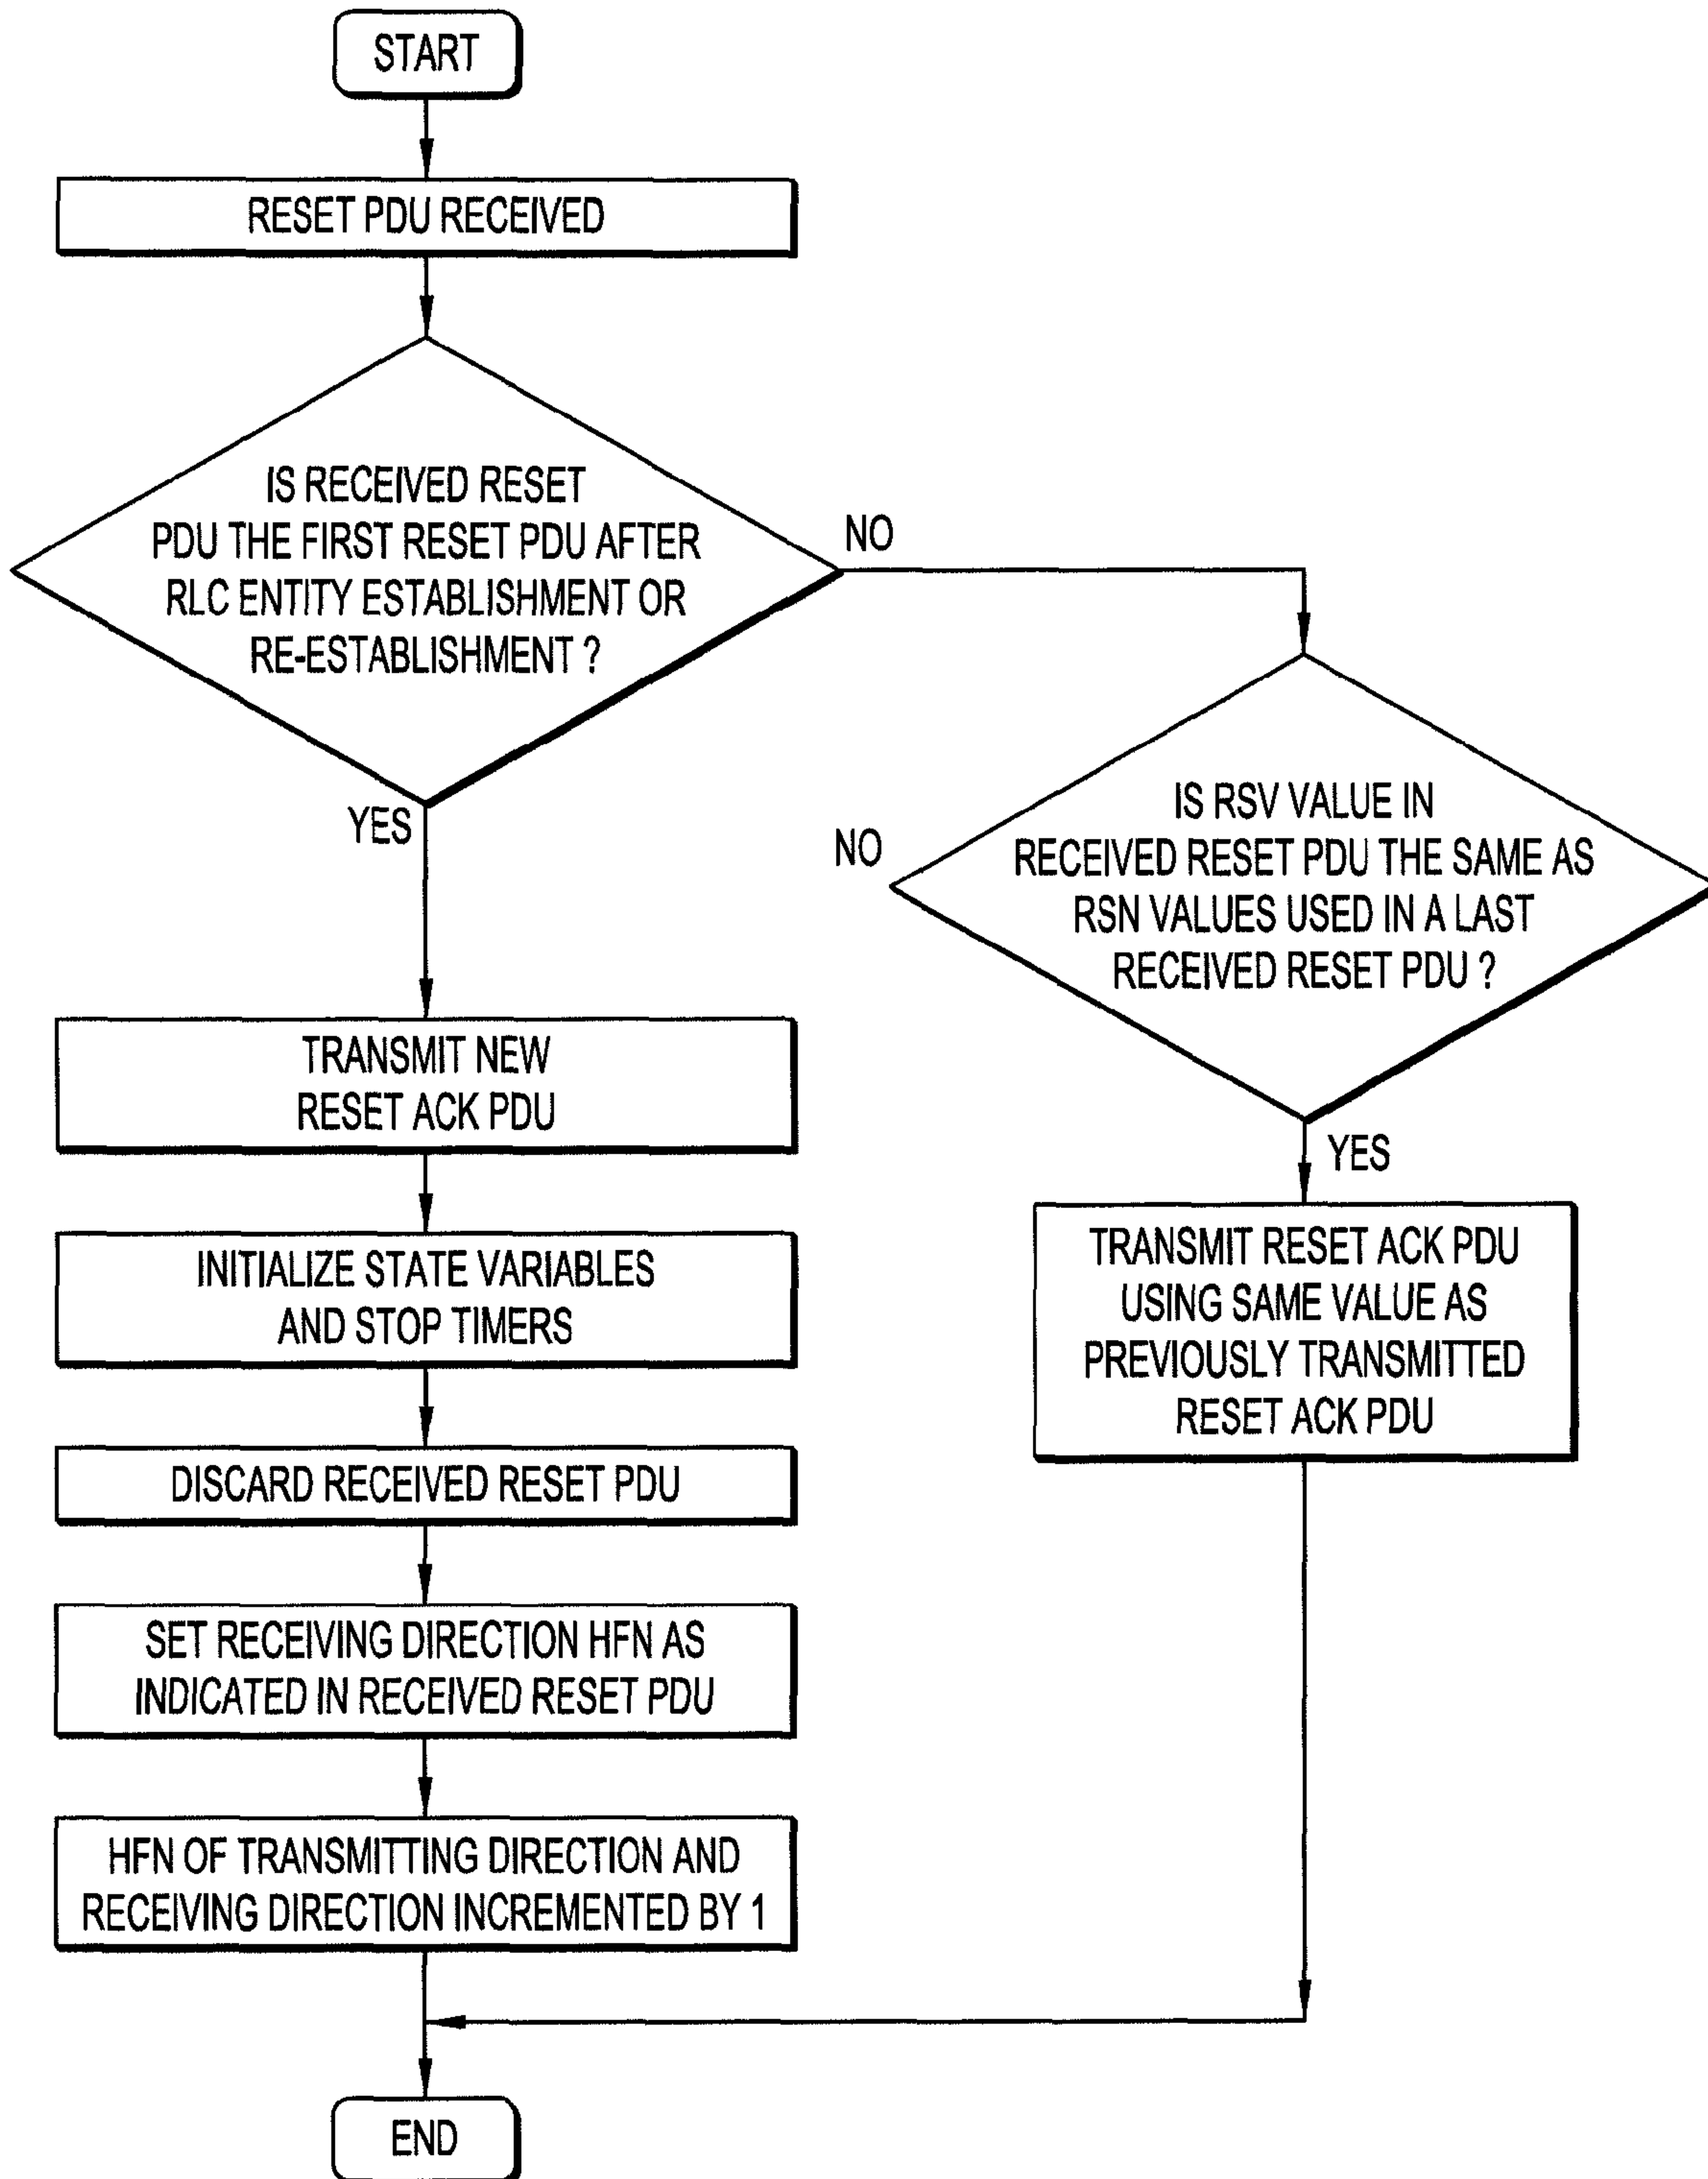 START
RESET PDU RECEIVED
IS RECEIVED RESET
PDU THE FIRST RESET PDU AFTER
RLC ENTITY ESTABLISHMENT OR
RE-ESTABLISHMENT ?
NO
YES
IS RSV VALUE IN
RECEIVED RESET PDU THE SAME AS
RSN VALUES USED IN A LAST
RECEIVED RESET PDU ?
NO
YES
TRANSMIT NEW
RESET ACK PDU
INITIALIZE STATE VARIABLES
AND STOP TIMERS
DISCARD RECEIVED RESET PDU
SET RECEIVING DIRECTION HFN AS
INDICATED IN RECEIVED RESET PDU
HFN OF TRANSMITTING DIRECTION AND
RECEIVING DIRECTION INCREMENTED BY 1
TRANSMIT RESET ACK PDU
USING SAME VALUE AS
PREVIOUSLY TRANSMITTED
RESET ACK PDU
END